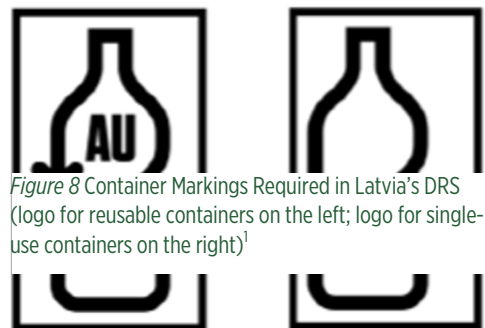 AU
Figure 8 Container Markings Required in Latvia's DRS
(logo for reusable containers on the left; logo for single-
use containers on the right)1